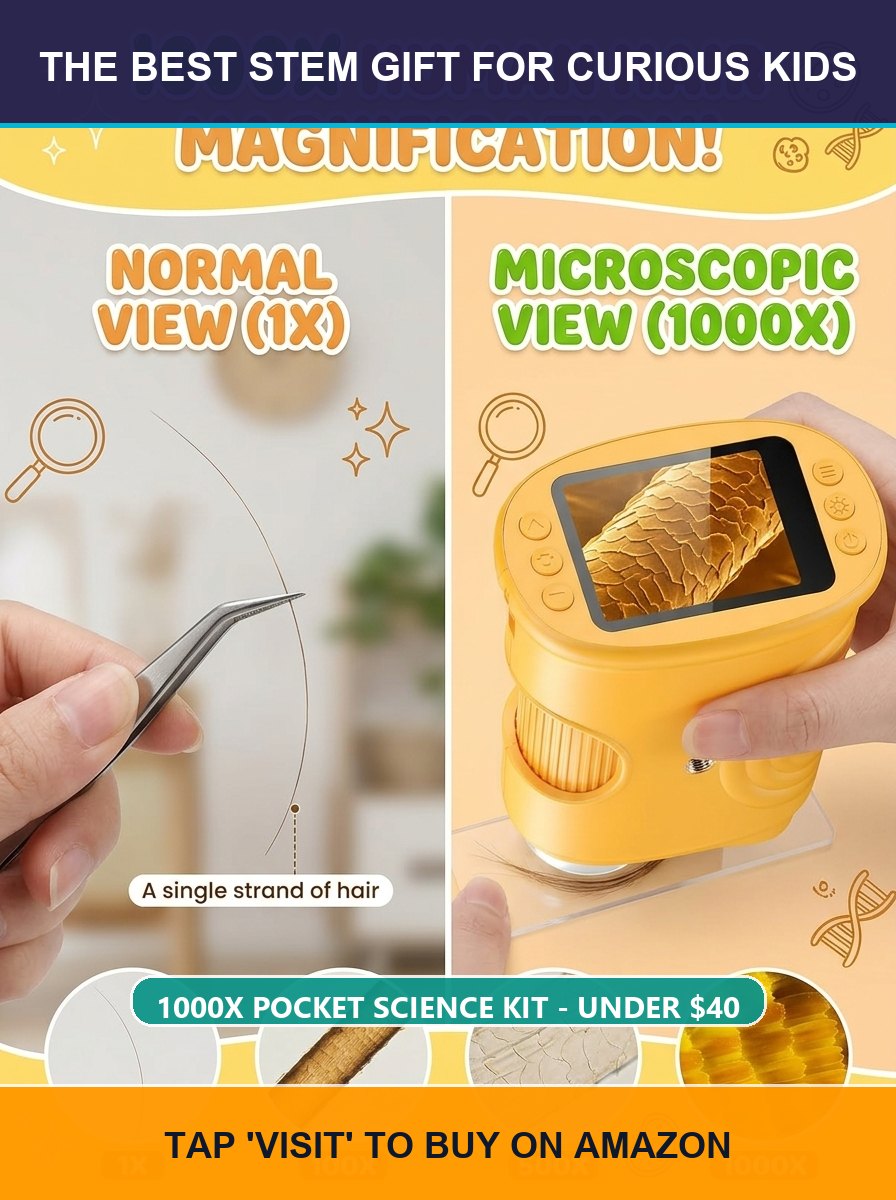 THE BEST STEM GIFT FOR CURIOUS KIDS
MAGNIFICATION!
NORMAL
VIEW (1X)
MICROSCOPIC
VIEW (1000X)
A single strand of hair
1000X POCKET SCIENCE KIT - UNDER $40
TAP 'VISIT' TO BUY ON AMAZON